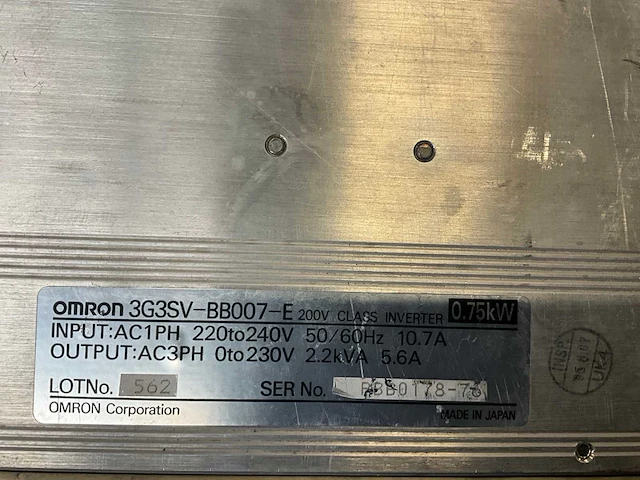 OMRON 3G3SV-BB007-E 200V CLASS INVERTER 0.75kW
INPUT:AC1PH 220to240V 50/60Hz 10.7A
OUTPUT:AC3PH 0to230V 2.2kVA 5.6A
LOTNo. 562 SER No.
OMRON Corporation MADE IN JAPAN
INSP